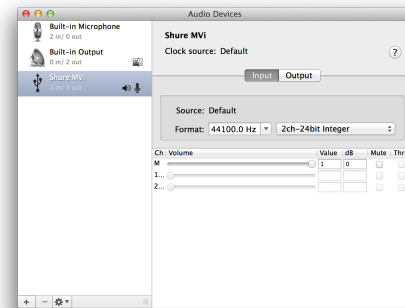 Audio Devices
Built-in Microphone
2 in/ 0 out
Built-in Output
0 in/ 2 out
Shure MVi
2 in/ 2 out
Shure MVi
Clock source: Default
?
Input Output
Source: Default
Format: 44100.0 Hz 2ch-24bit Integer
Ch Volume Value dB Mute Thr
M 1 0
1...
2...
+ −